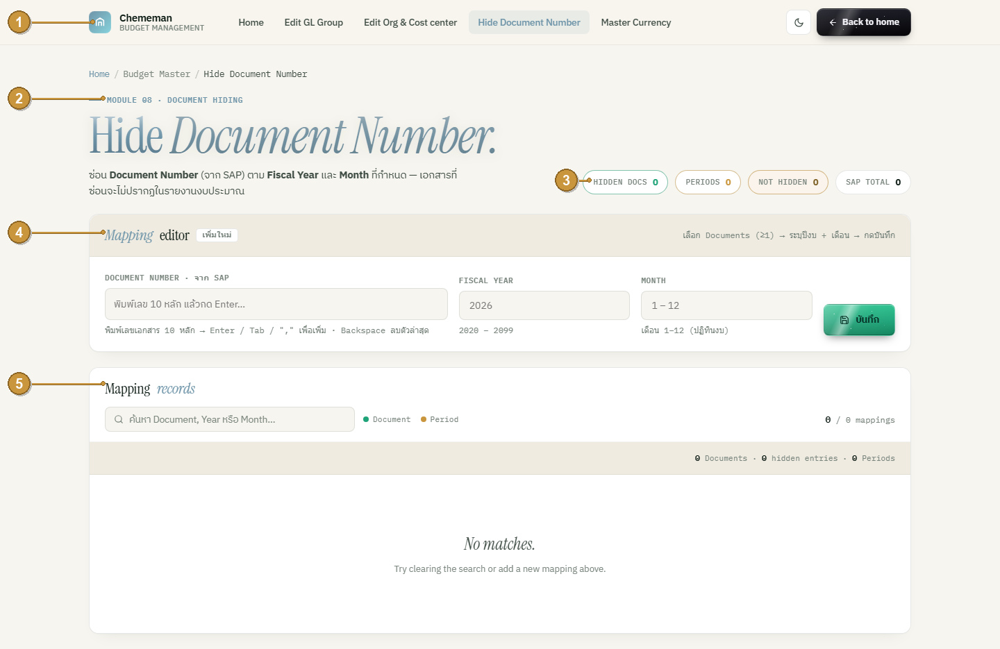 1
Chememan
BUDGET MANAGEMENT
Home
Edit GL Group
Edit Org & Cost center
Hide Document Number
Master Currency
Back to home
Home / Budget Master / Hide Document Number
2
MODULE 08 · DOCUMENT HIDING
Hide Document Number.
ซ่อน Document Number (จาก SAP) ตาม Fiscal Year และ Month ที่กำหนด — เอกสารที่
ซ่อนจะไม่ปรากฏในรายงานงบประมาณ
3
HIDDEN DOCS 0
PERIODS 0
NOT HIDDEN 0
SAP TOTAL 0
4
Mapping editor เพิ่มใหม่
เลือก Documents (≥1) → ระบุปีงบ + เดือน → กดบันทึก
DOCUMENT NUMBER · จาก SAP
พิมพ์เลข 10 หลัก แล้วกด Enter...
พิมพ์เลขเอกสาร 10 หลัก → Enter / Tab / "," เพื่อเพิ่ม · Backspace ลบตัวล่าสุด
FISCAL YEAR
2026
2020 – 2099
MONTH
1 – 12
เดือน 1–12 (ปฏิทินงบ)
บันทึก
5
Mapping records
ค้นหา Document, Year หรือ Month...
Document
Period
0 / 0 mappings
0 Documents · 0 hidden entries · 0 Periods
No matches.
Try clearing the search or add a new mapping above.